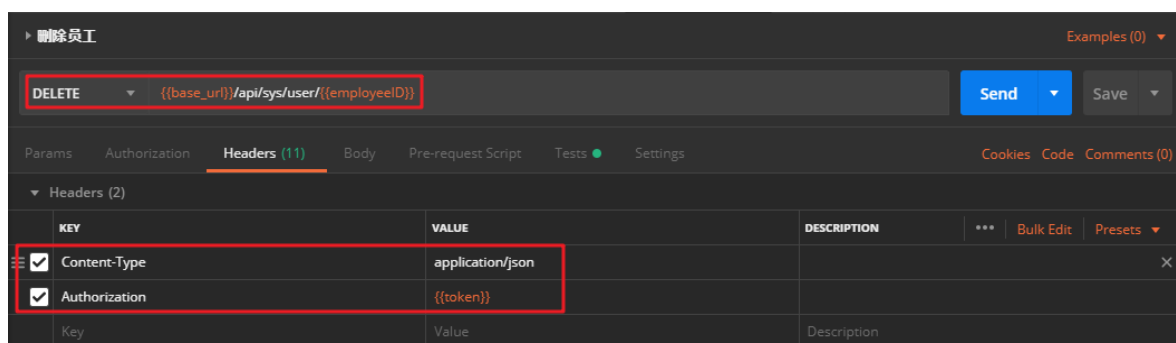 删除员工 Examples (0)
DELETE {{base_url}}/api/sys/user/{{employeeID}} Send Save
Params Authorization Headers (11) Body Pre-request Script Tests Settings Cookies Code Comments (0)
Headers (2)
KEY VALUE DESCRIPTION ••• Bulk Edit Presets
Content-Type application/json
Authorization {{token}}
Key Value Description